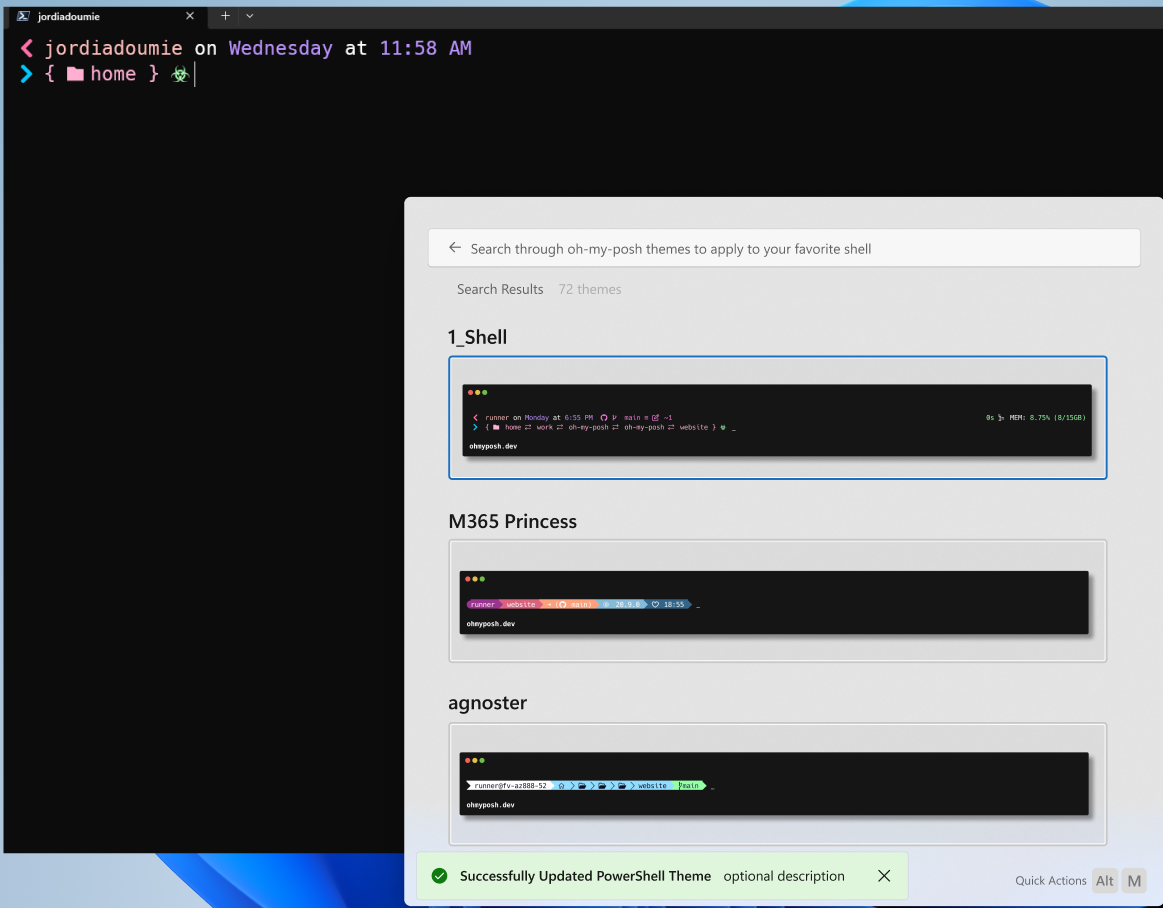 jordiadoumie
jordiadoumie on Wednesday at 11:58 AM
{ home }
Search through oh-my-posh themes to apply to your favorite shell
Search Results 72 themes
1_Shell
runner on Monday at 6:55 PM main ≡ ~1 0s MEM: 8.75% (8/15GB)
{ home ⇄ work ⇄ oh-my-posh ⇄ oh-my-posh ⇄ website } _
ohmyposh.dev
M365 Princess
runner website → ( main) 20.9.0 ♡ 18:55 _
ohmyposh.dev
agnoster
runner@fv-az888-52 website main _
ohmyposh.dev
Successfully Updated PowerShell Theme optional description
Quick Actions Alt M